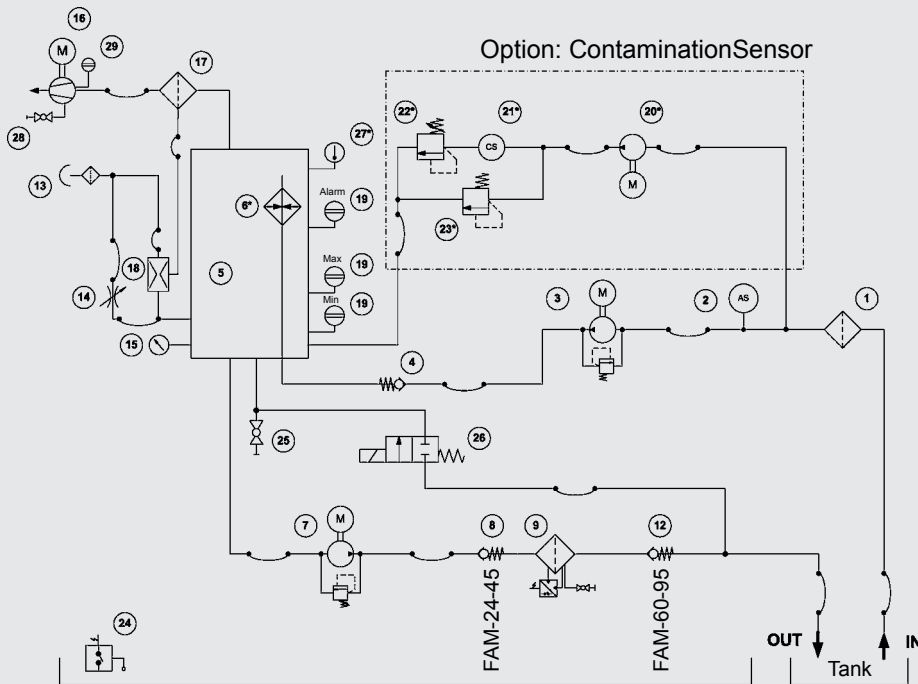 16
29
17
M
Option: ContaminationSensor
28
22*
21*
20*
27*
CS
M
13
Alarm
6*
19
23*
18
5
Max
19
14
Min
19
3
M
2
AS
1
15
4
25
26
7
M
8
9
12
FAM-24-45
FAM-60-95
24
OUT
IN
Tank